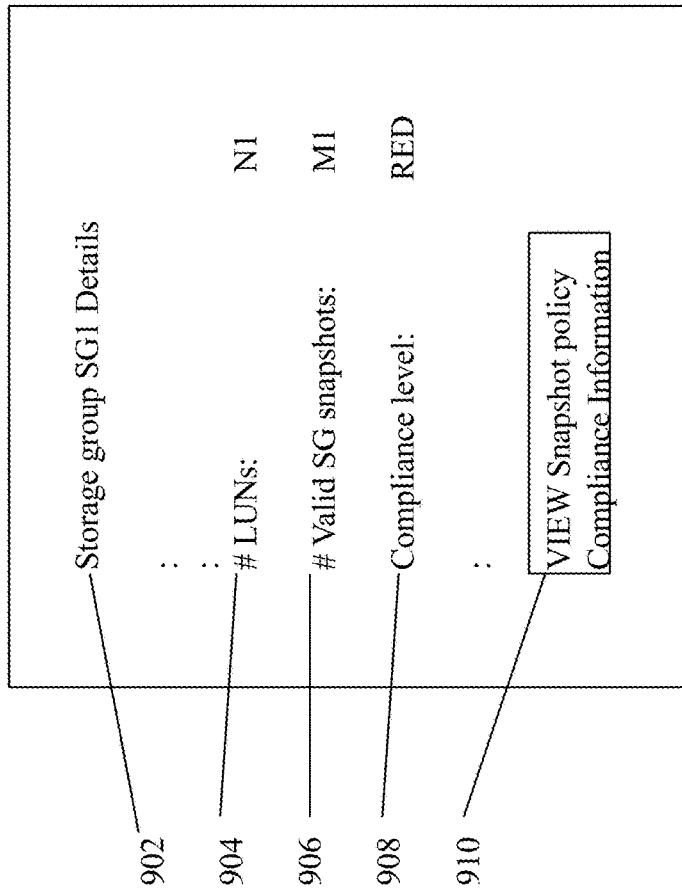 902 Storage group SG1 Details
:
:
904 # LUNs: N1
906 # Valid SG snapshots: M1
908 Compliance level: RED
:
910 VIEW Snapshot policy
Compliance Information